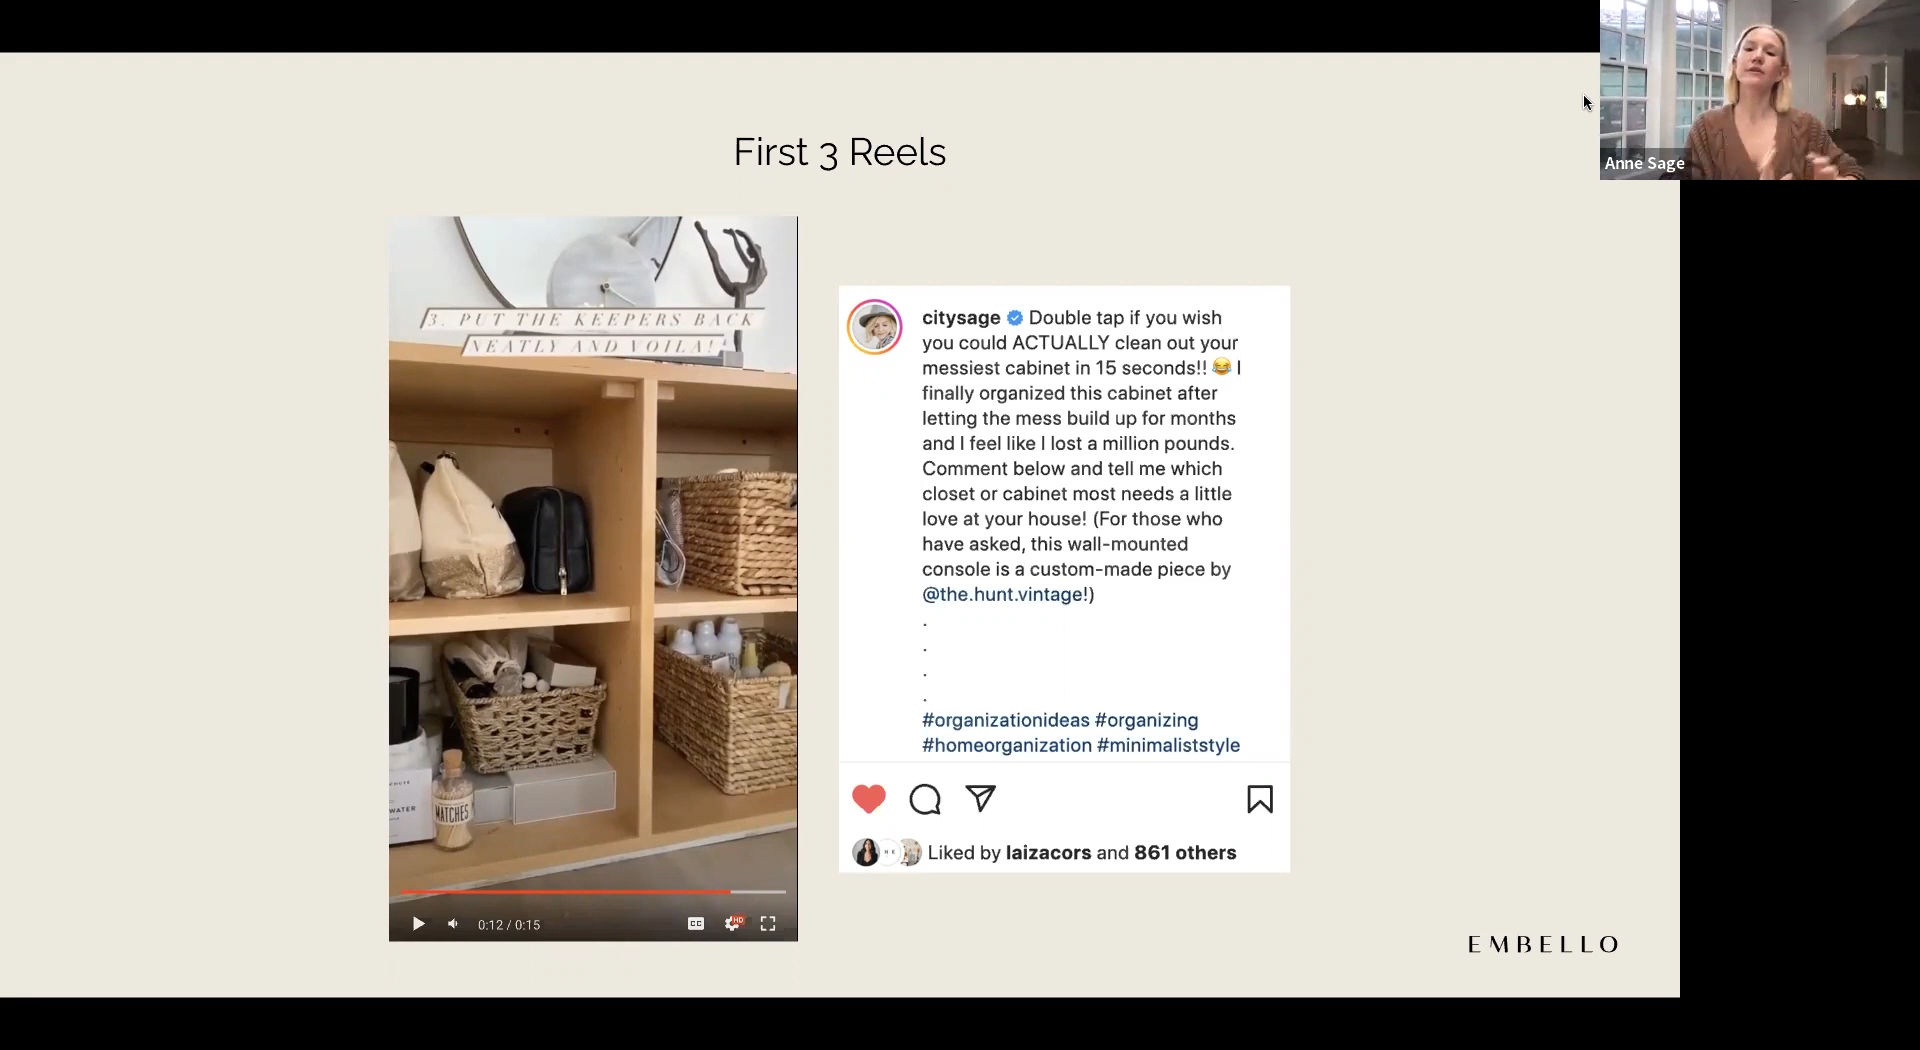 Anne Sage
First 3 Reels
3. PUT THE KEEPERS BACK
NEATLY AND VOILA!
MATCHES
WATER
0:12 / 0:15
CC
HD
citysage Double tap if you wish
you could ACTUALLY clean out your
messiest cabinet in 15 seconds!! 😂 I
finally organized this cabinet after
letting the mess build up for months
and I feel like I lost a million pounds.
Comment below and tell me which
closet or cabinet most needs a little
love at your house! (For those who
have asked, this wall-mounted
console is a custom-made piece by
@the.hunt.vintage!)
.
.
.
.
#organizationideas #organizing
#homeorganization #minimaliststyle
Liked by laizacors and 861 others
EMBELLO